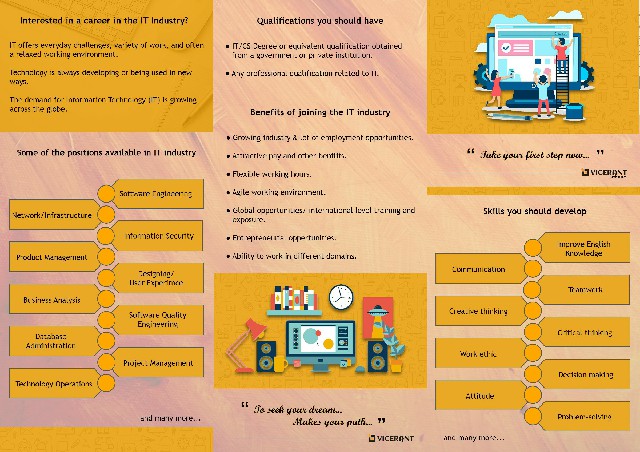 Interested in a career in the IT Industry?
IT offers everyday challenges, variety of work, and often
a relaxed working environment.
Technology is always developing or being used in new
ways.
The demand for Information Technology (IT) is growing
across the globe.
Some of the positions available in IT industry
Software Engineering
Network/Infrastructure
Information Security
Product Management
Designing/
User Experience
Business Analysis
Software Quality
Engineering
Database
Administration
Project Management
Technology Operations
and many more...
Qualifications you should have
• IT/CS Degree or equivalent qualification obtained
from a government or private institution.
• Any professional qualification related to IT.
Benefits of joining the IT industry
• Growing industry & lot of employment opportunities.
• Attractive pay and other benefits.
• Flexible working hours.
• Agile working environment.
• Global opportunities/ international level training and
exposure.
• Entrepreneurial opportunities.
• Ability to work in different domains.
“ To seek your dream...
Makes your path... ”
VICERONT
“ Take your first step now... ”
VICERONT
Skills you should develop
Improve English
Knowledge
Communication
Teamwork
Creative thinking
Critical thinking
Work ethic
Decision making
Attitude
Problem-solving
and many more...